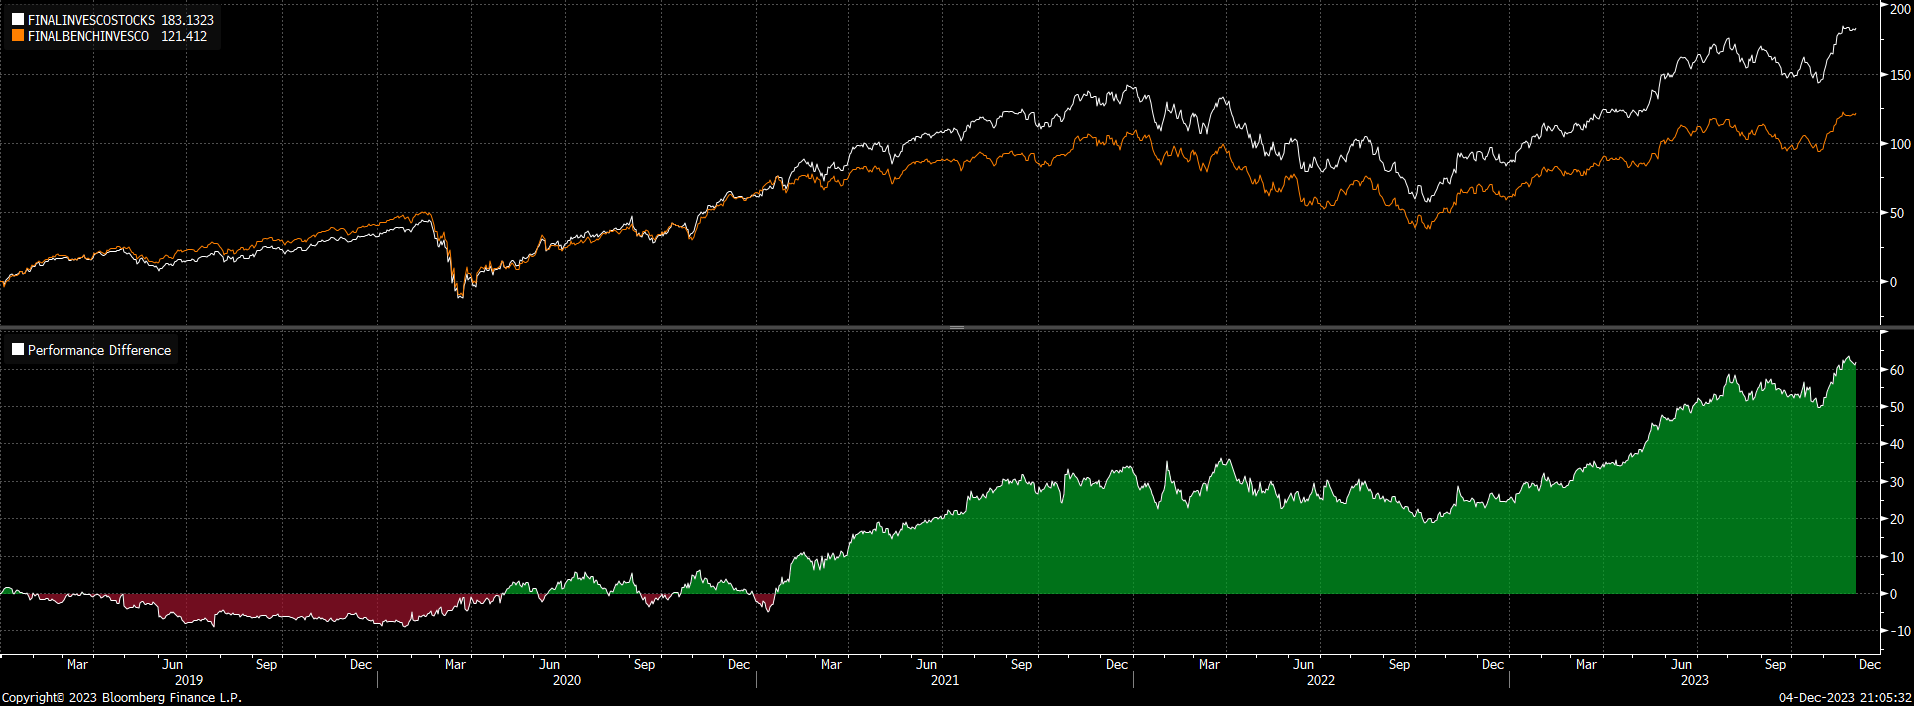 FINALINVESCOSTOCKS 183.1323
FINALBENCHINVESCO 121.412
200
150
100
50
0
Performance Difference
60
50
40
30
20
10
0
-10
Mar Jun Sep Dec Mar Jun Sep Dec Mar Jun Sep Dec Mar Jun Sep Dec Mar Jun Sep Dec
2019 2020 2021 2022 2023
Copyright© 2023 Bloomberg Finance L.P. 04-Dec-2023 21:05:32